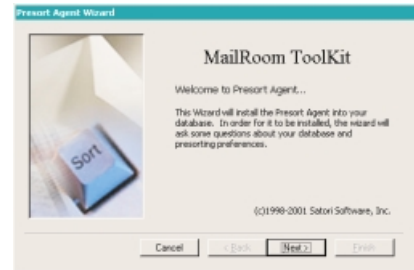 Presort Agent Wizard
MailRoom ToolKit
Welcome to Presort Agent...
This Wizard will install the Presort Agent into your
database. In order for it to be installed, the wizard will
ask some questions about your database and
presorting preferences.
Sort
(c)1998-2001 Satori Software, Inc.
Cancel
< Back
Next >
Finish